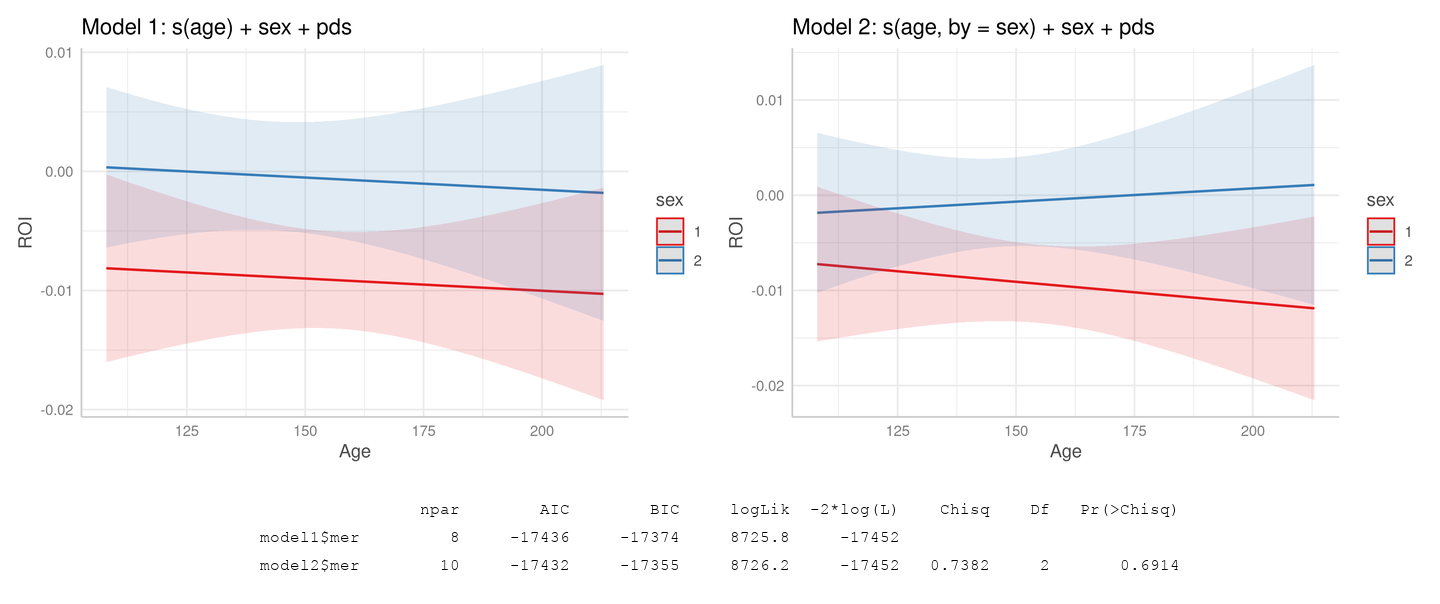 Model 1: s(age) + sex + pds
0.01
0.00
-0.01
-0.02
ROI
125 150 175 200
Age
sex
1
2
Model 2: s(age, by = sex) + sex + pds
0.01
0.00
-0.01
-0.02
ROI
125 150 175 200
Age
sex
1
2
npar AIC BIC logLik -2*log(L) Chisq Df Pr(>Chisq)
model1$mer 8 -17436 -17374 8725.8 -17452
model2$mer 10 -17432 -17355 8726.2 -17452 0.7382 2 0.6914